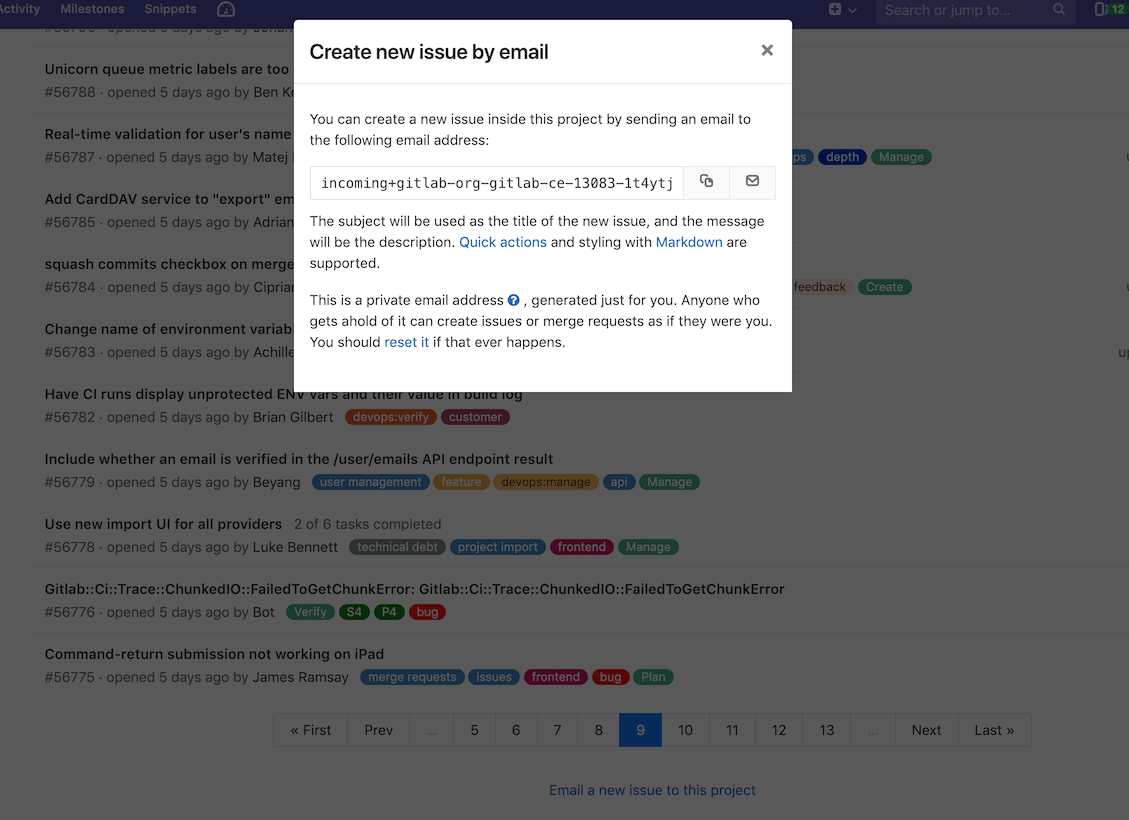 Activity Milestones Snippets Search or jump to... 12
Create new issue by email
You can create a new issue inside this project by sending an email to
the following email address:
incoming+gitlab-org-gitlab-ce-13083-1t4ytj
The subject will be used as the title of the new issue, and the message
will be the description. Quick actions and styling with Markdown are
supported.
This is a private email address , generated just for you. Anyone who
gets ahold of it can create issues or merge requests as if they were you.
You should reset it if that ever happens.
Unicorn queue metric labels are too
#56788 · opened 5 days ago by Ben
Real-time validation for user's name
#56787 · opened 5 days ago by Matej
depth Manage
Add CardDAV service to "export"
#56785 · opened 5 days ago by Adrian
squash commits checkbox on merge
#56784 · opened 5 days ago by
feedback Create
Change name of environment
#56783 · opened 5 days ago by Achille
Have CI runs display unprotected ENV vars and their value in build log
#56782 · opened 5 days ago by Brian Gilbert devops:verify customer
Include whether an email is verified in the /user/emails API endpoint result
#56779 · opened 5 days ago by Beyang user management feature devops:manage api Manage
Use new import UI for all providers 2 of 6 tasks completed
#56778 · opened 5 days ago by Luke Bennett technical debt project import frontend Manage
Gitlab::Ci::Trace::ChunkedIO::FailedToGetChunkError: Gitlab::Ci::Trace::ChunkedIO::FailedToGetChunkError
#56776 · opened 5 days ago by Bot Verify S4 P4 bug
Command-return submission not working on iPad
#56775 · opened 5 days ago by James Ramsay merge requests issues frontend bug Plan
« First Prev ... 5 6 7 8 9 10 11 12 13 ... Next Last »
Email a new issue to this project